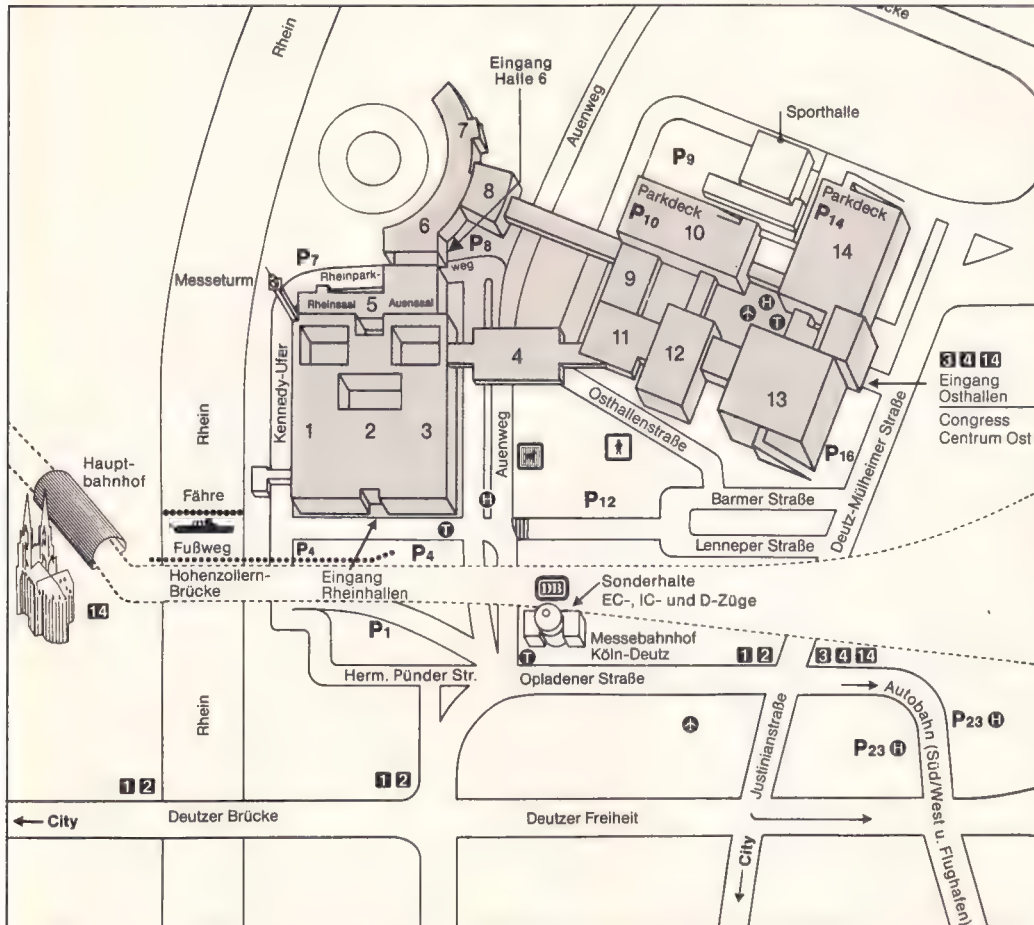 Rhein
Eingang
Halle 6
Auenweg
Sporthalle
7
P9
8
Parkdeck
P10
10
Parkdeck
P14
14
6
P8
weg
P7
Rheinpark-
Messeturm
Rheinsaal
5
Auensaal
9
H
T
4
11
12
13
3 4 14
Eingang
Osthallen
Congress
Centrum Ost
Kennedy-Ufer
1
2
3
Osthallenstraße
Auenweg
P16
Deutz-Mülheimer Straße
Rhein
Haupt-
bahnhof
Fähre
H
P12
Barmer Straße
T
Fußweg
P4
P4
Lenneper Straße
Hohenzollern-
Brücke
Eingang
Rheinhallen
DB
Sonderhalte
EC-, IC- und D-Züge
14
P1
Messebahnhof
Köln-Deutz
T
1 2
3 4 14
Herm. Pünder Str.
Opladener Straße
Rhein
Justinianstraße
Autobahn (Süd/West u. Flughafen)
P23 H
P23 H
1 2
1 2
← City
Deutzer Brücke
Deutzer Freiheit
City